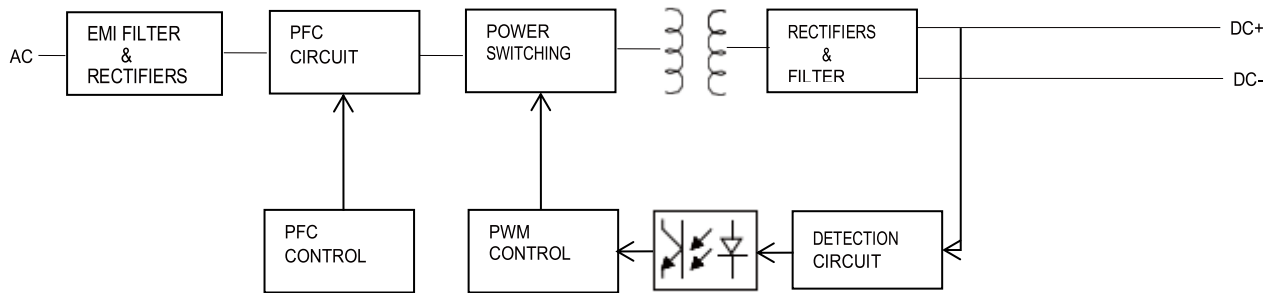 AC
EMI FILTER
&
RECTIFIERS
PFC
CIRCUIT
POWER
SWITCHING
RECTIFIERS
&
FILTER
DC+
DC-
PFC
CONTROL
PWM
CONTROL
DETECTION
CIRCUIT